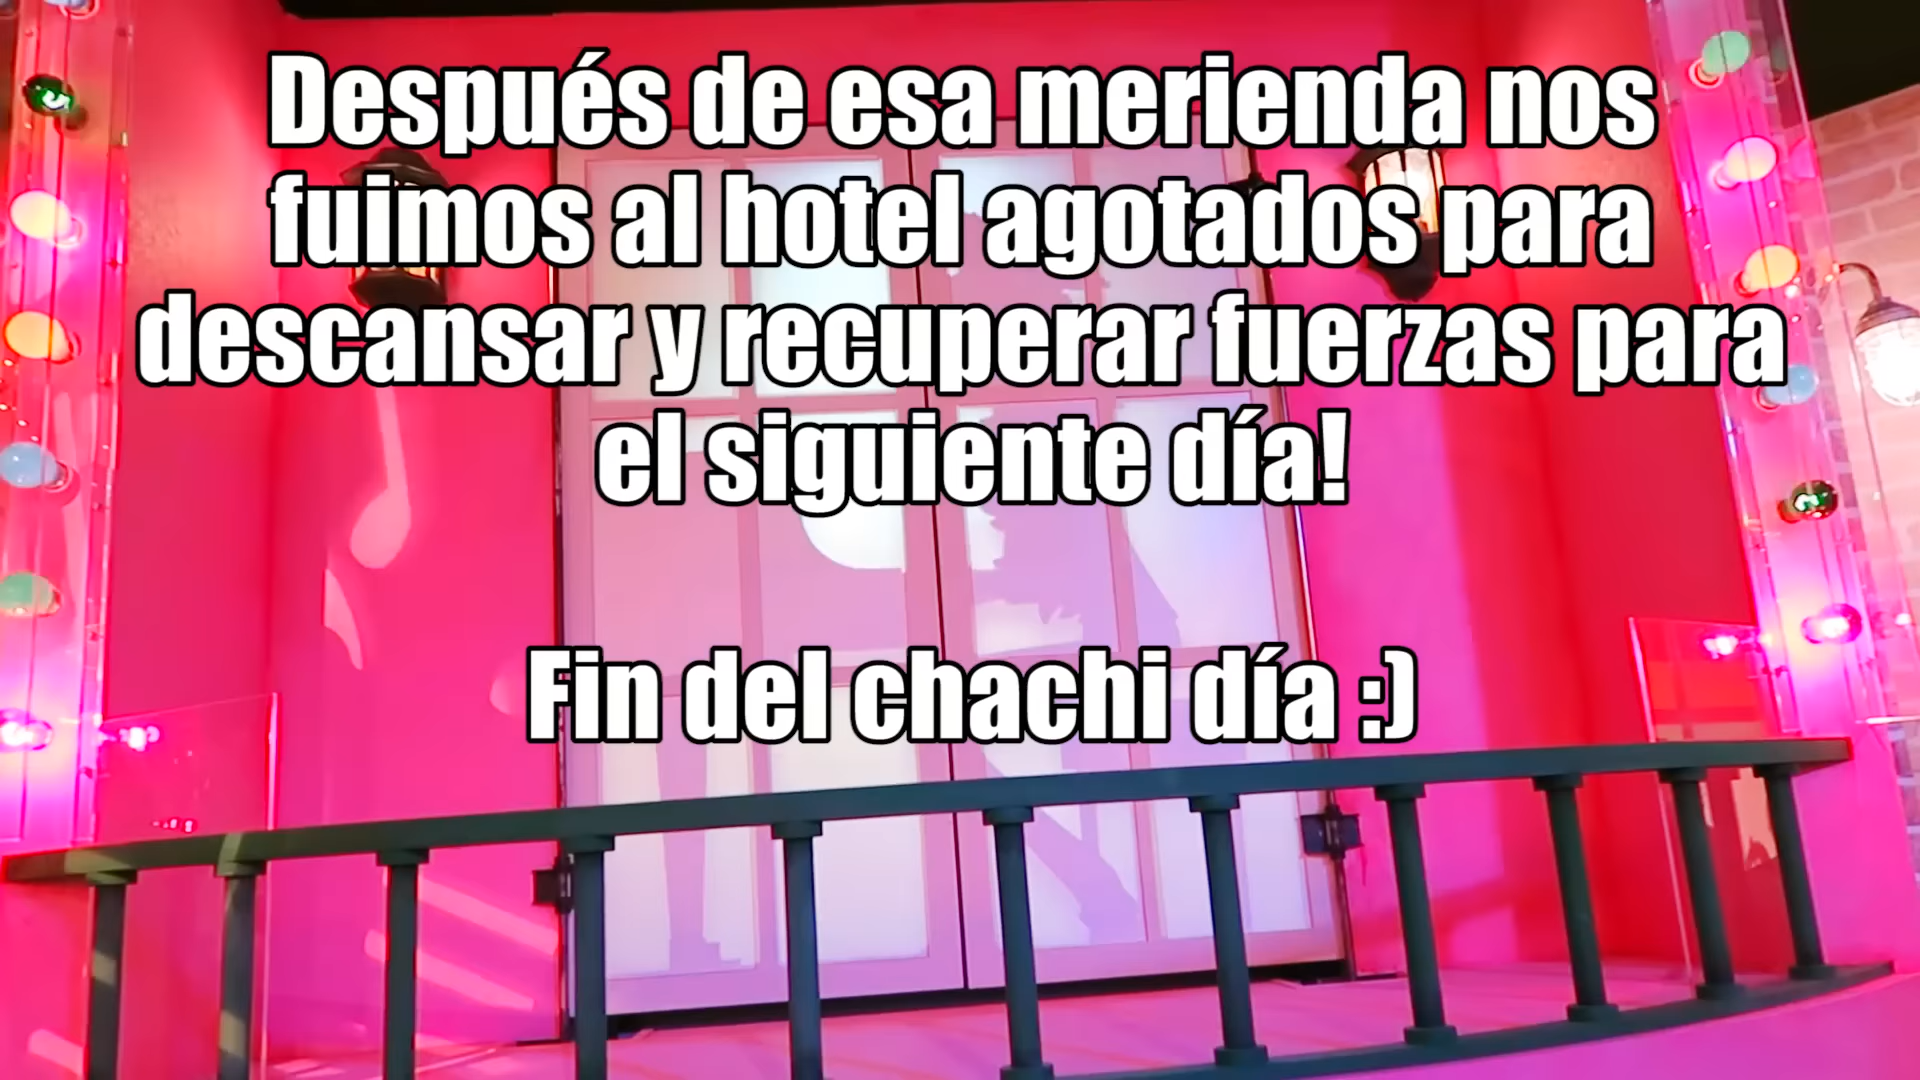 Después de esa merienda nos
fuimos al hotel agotados para
descansar y recuperar fuerzas para
el siguiente día!
Fin del chachi día :)